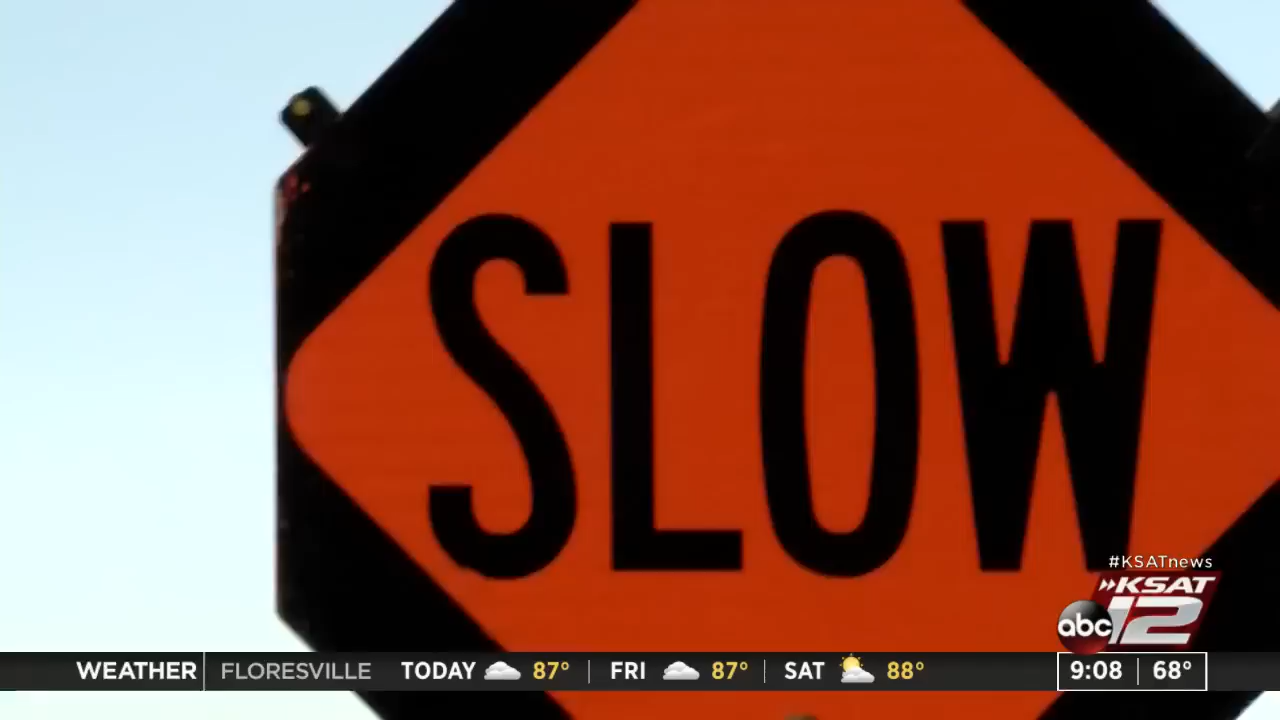 SLOW
#KSATnews
KSAT
abc 12
WEATHER FLORESVILLE TODAY 87° FRI 87° SAT 88° 9:08 68°